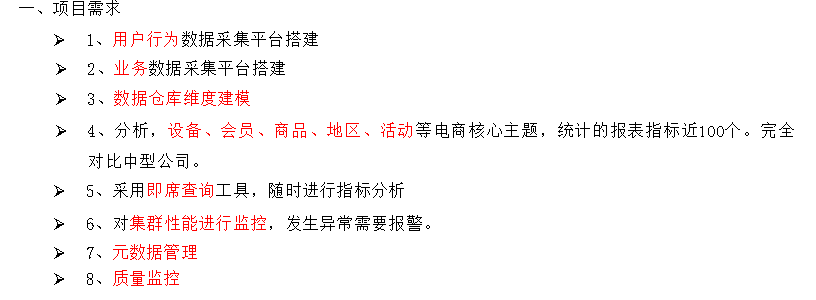 一、项目需求
➢ 1、用户行为数据采集平台搭建
➢ 2、业务数据采集平台搭建
➢ 3、数据仓库维度建模
➢ 4、分析，设备、会员、商品、地区、活动等电商核心主题，统计的报表指标近100个。完全
对比中型公司。
➢ 5、采用即席查询工具，随时进行指标分析
➢ 6、对集群性能进行监控，发生异常需要报警。
➢ 7、元数据管理
➢ 8、质量监控